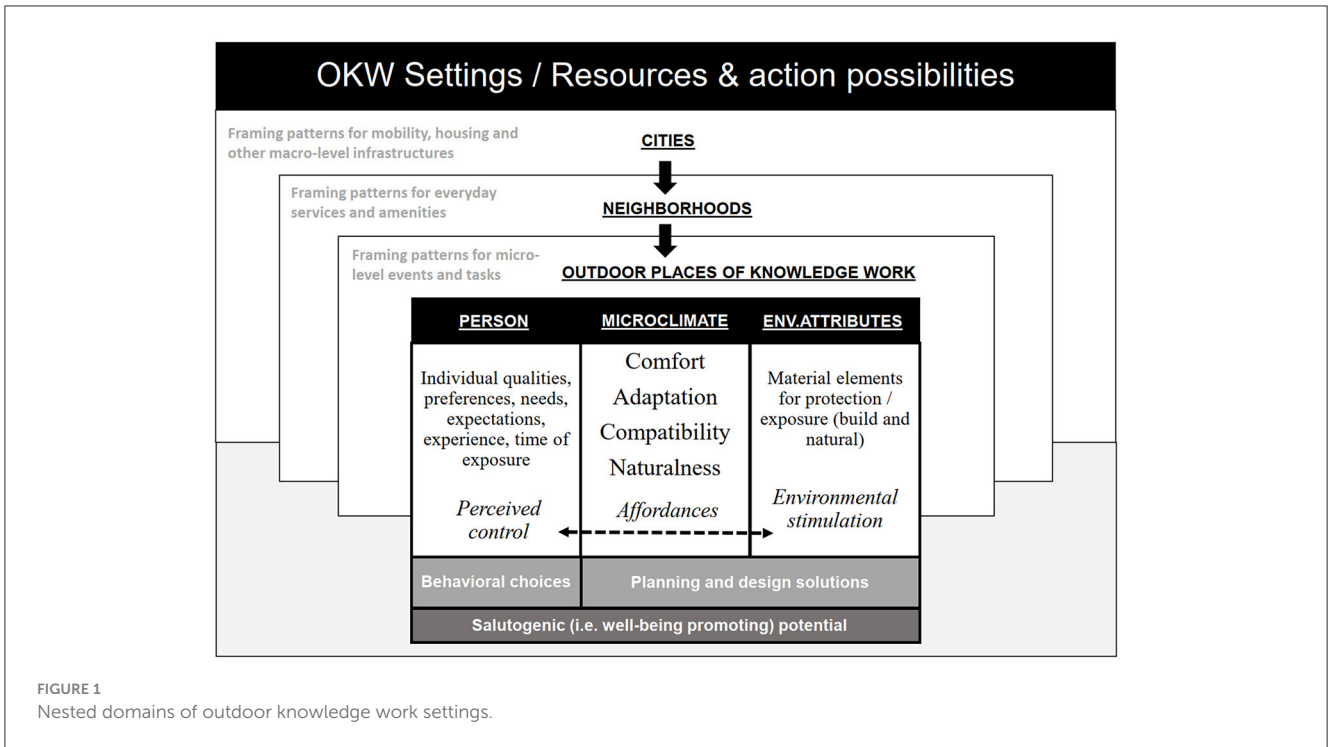 OKW Settings / Resources & action possibilities
Framing patterns for mobility, housing and
other macro-level infrastructures
CITIES
Framing patterns for everyday
services and amenities
NEIGHBORHOODS
Framing patterns for micro-
level events and tasks
OUTDOOR PLACES OF KNOWLEDGE WORK
PERSON
MICROCLIMATE
ENV.ATTRIBUTES
Individual qualities,
preferences, needs,
expectations,
experience, time of
exposure
Perceived
control
Comfort
Adaptation
Compatibility
Naturalness
Affordances
Material elements
for protection /
exposure (build and
natural)
Environmental
stimulation
Behavioral choices
Planning and design solutions
Salutogenic (i.e. well-being promoting) potential
FIGURE 1
Nested domains of outdoor knowledge work settings.